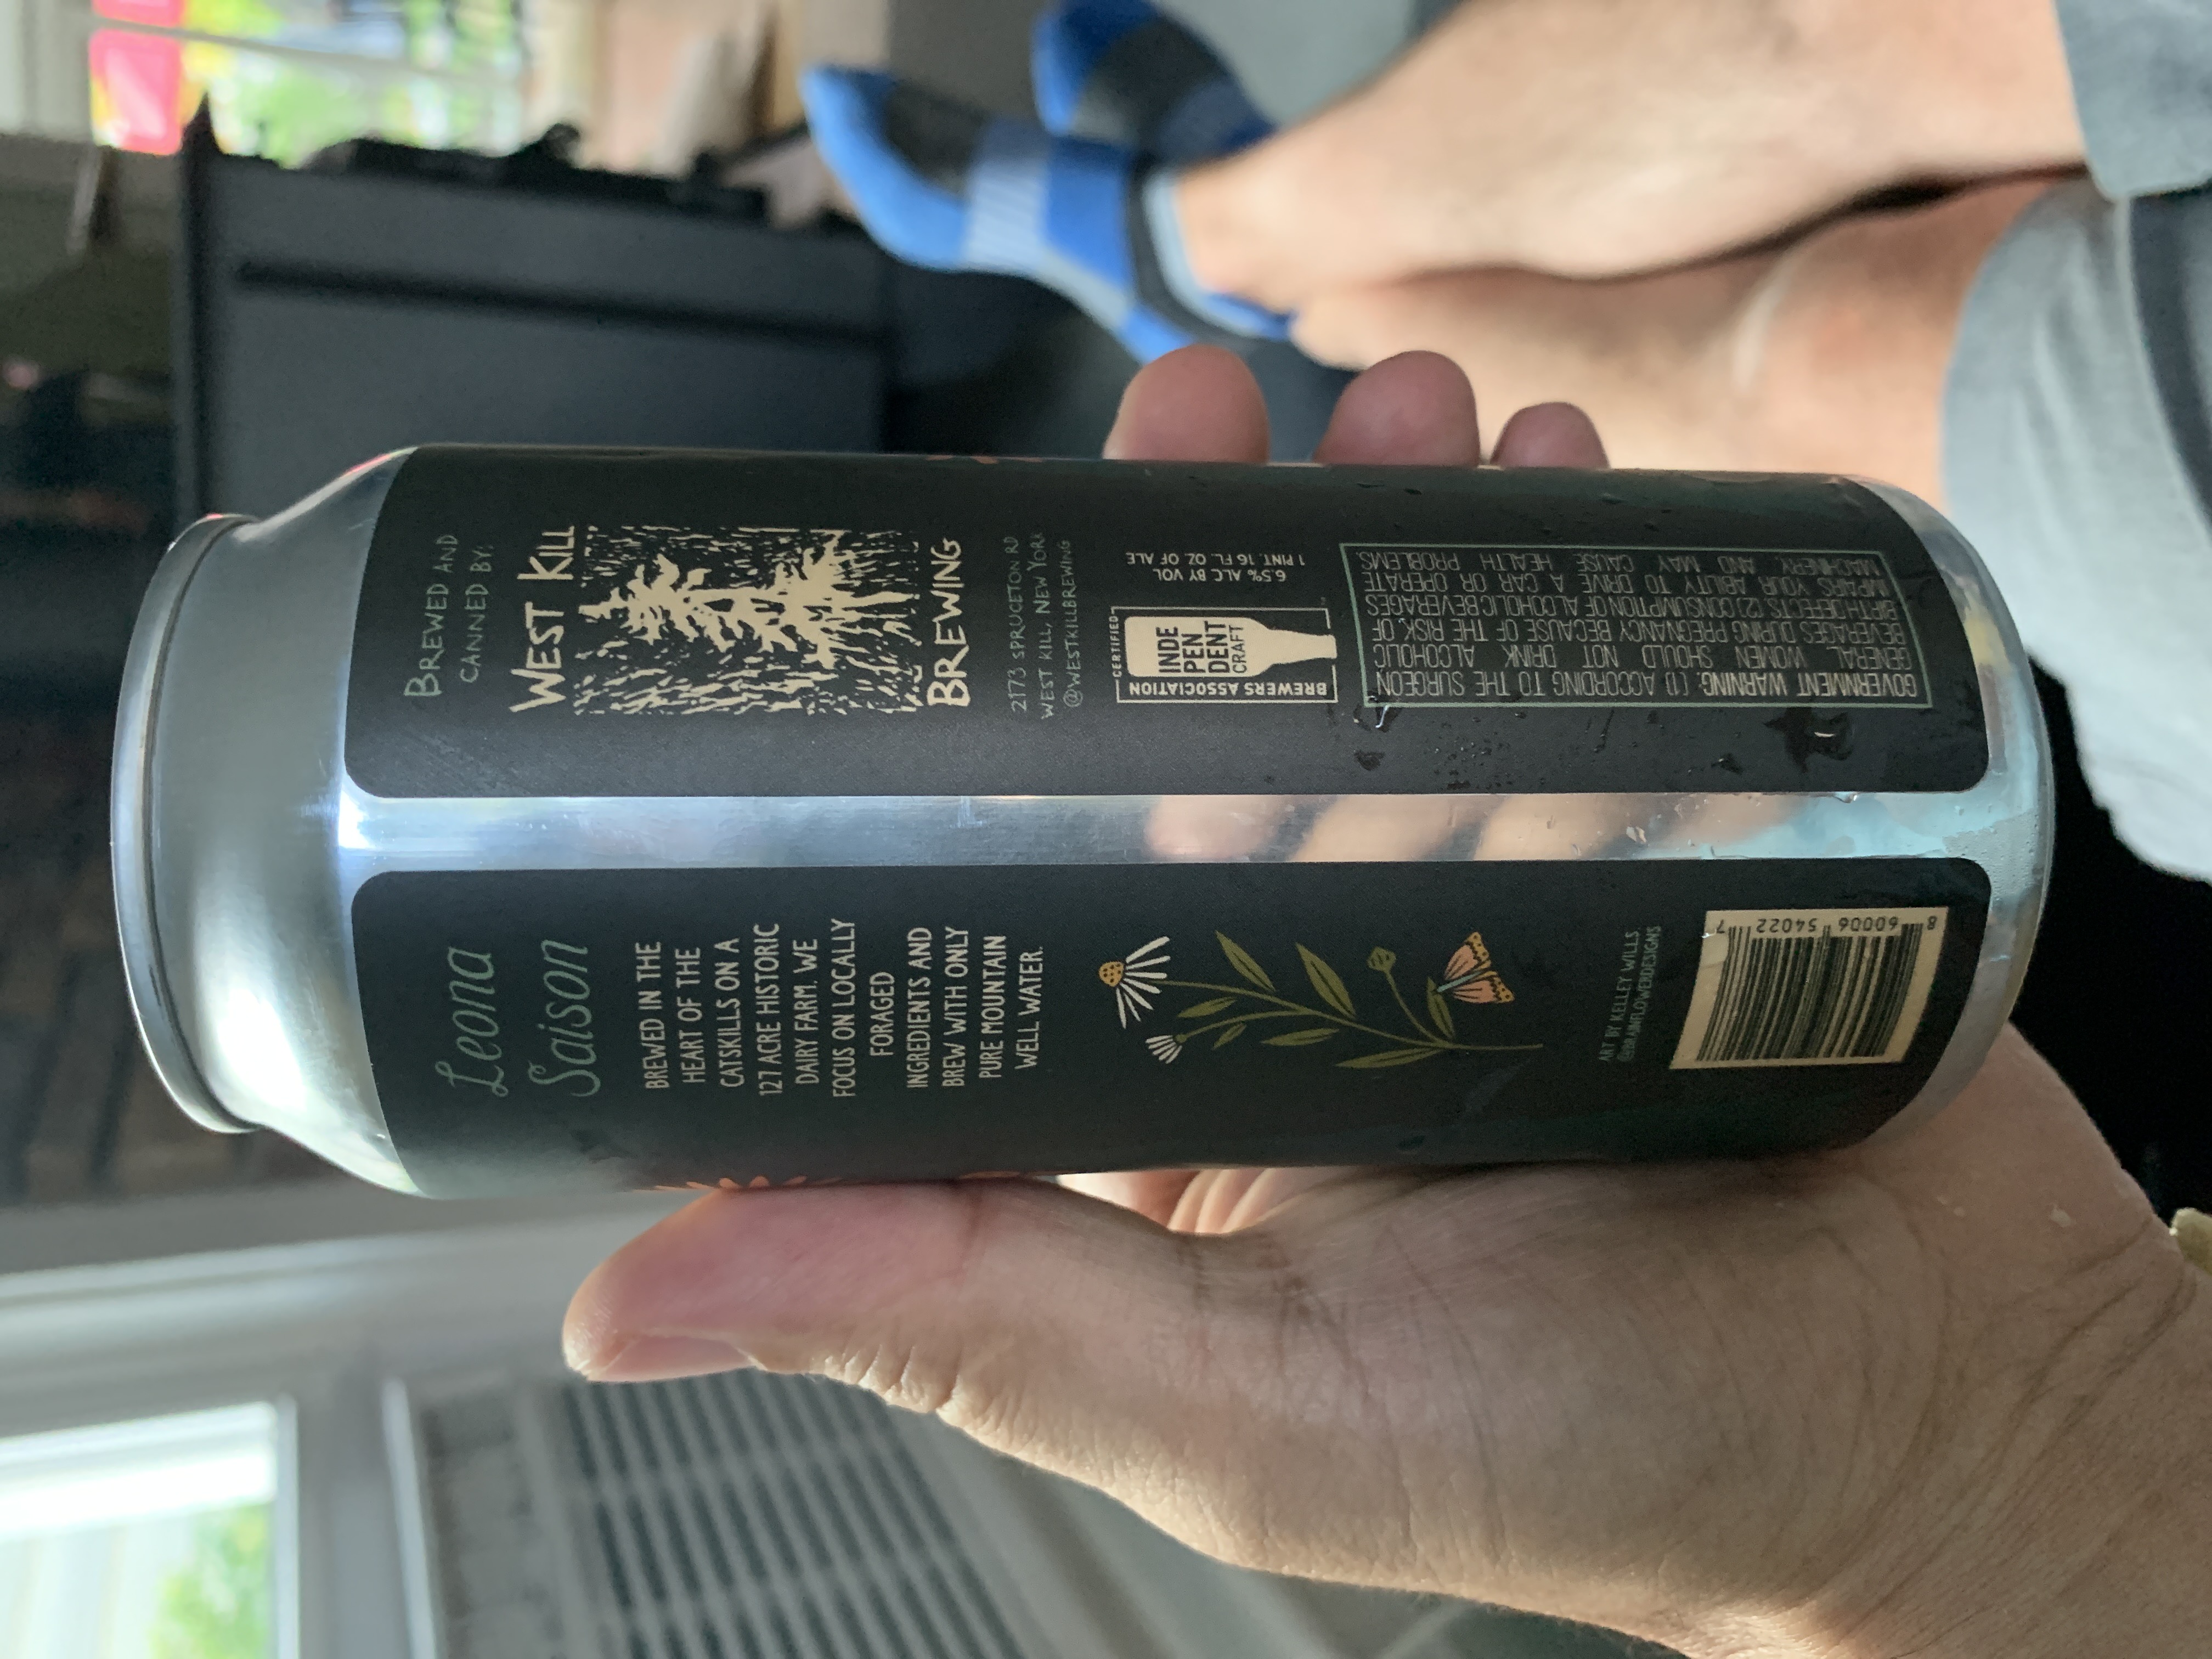 Leona
Saison
BREWED IN THE
HEART OF THE
CATSKILLS ON A
127 ACRE HISTORIC
DAIRY FARM. WE
FOCUS ON LOCALLY
FORAGED
INGREDIENTS AND
BREW WITH ONLY
PURE MOUNTAIN
WELL WATER.
ART BY KELLEY WILLS
@BRAINFLOWERDESIGNS
8 60006 54022 7
BREWED AND
CANNED BY:
WEST KILL
BREWING
2173 SPRUCETON RD
WEST KILL, NEW YORK
@WESTKILLBREWING
CERTIFIED
INDE
PEN
DENT
CRAFT
BREWERS ASSOCIATION
6.5% ALC BY VOL
1 PINT. 16 FL. OZ OF ALE
GOVERNMENT WARNING: (1) ACCORDING TO THE SURGEON
GENERAL, WOMEN SHOULD NOT DRINK ALCOHOLIC
BEVERAGES DURING PREGNANCY BECAUSE OF THE RISK OF
BIRTH DEFECTS. (2) CONSUMPTION OF ALCOHOLIC BEVERAGES
IMPAIRS YOUR ABILITY TO DRIVE A CAR OR OPERATE
MACHINERY AND MAY CAUSE HEALTH PROBLEMS.